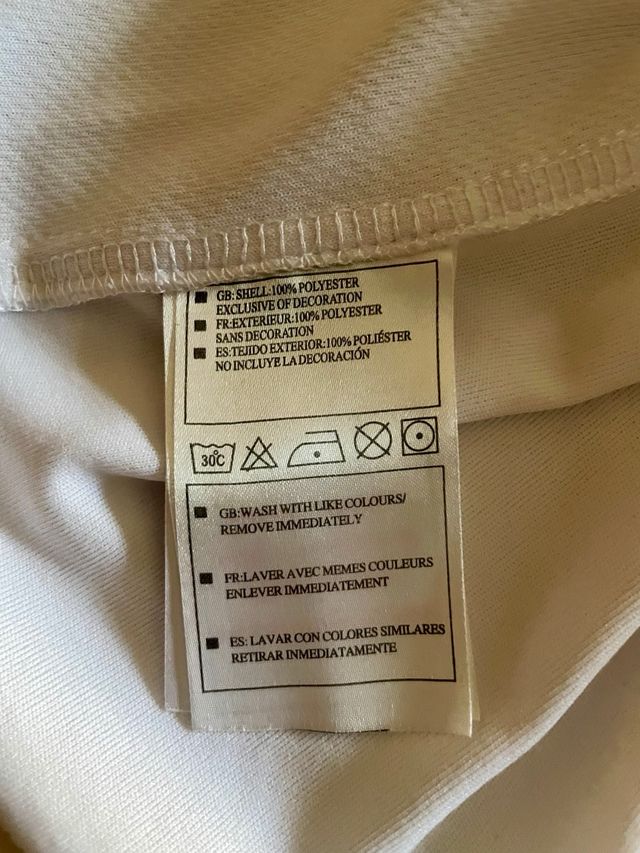 GB: SHELL:100% POLYESTER
EXCLUSIVE OF DECORATION
FR:EXTERIEUR:100% POLYESTER
SANS DECORATION
ES:TEJIDO EXTERIOR:100% POLIÉSTER
NO INCLUYE LA DECORACIÓN
30°C
GB:WASH WITH LIKE COLOURS/
REMOVE IMMEDIATELY
FR:LAVER AVEC MEMES COULEURS
ENLEVER IMMEDIATEMENT
ES: LAVAR CON COLORES SIMILARES
RETIRAR INMEDIATAMENTE